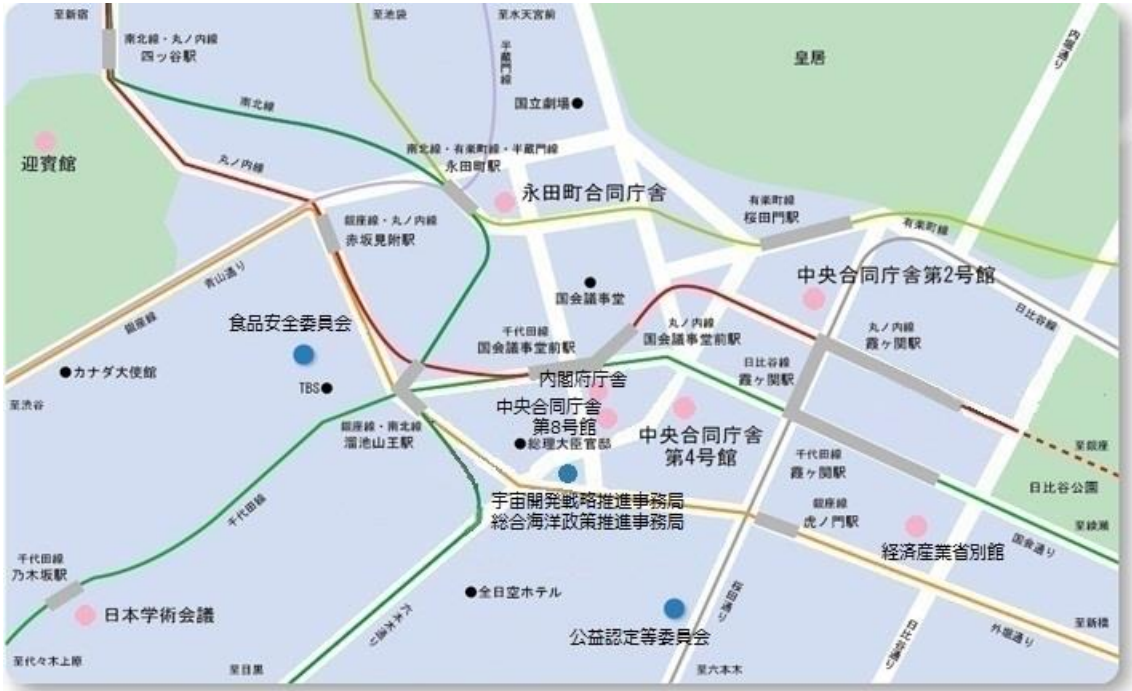 至新宿
至池袋
至水天宮前
内堀通り
南北線・丸ノ内線
四ツ谷駅
半蔵門線
皇居
南北線
国立劇場
迎賓館
丸ノ内線
南北線・有楽町線・半蔵門線
永田町駅
永田町合同庁舎
有楽町線
桜田門駅
有楽町線
銀座線・丸ノ内線
赤坂見附駅
青山通り
銀座線
中央合同庁舎第2号館
国会議事堂
日比谷線
食品安全委員会
千代田線
国会議事堂前駅
丸ノ内線
国会議事堂前駅
丸ノ内線
霞ヶ関駅
日比谷線
霞ヶ関駅
カナダ大使館
TBS
内閣府庁舎
至渋谷
中央合同庁舎
第8号館
中央合同庁舎
第4号館
銀座線・南北線
溜池山王駅
総理大臣官邸
至銀座
千代田線
霞ヶ関駅
日比谷公園
宇宙開発戦略推進事務局
総合海洋政策推進事務局
千代田線
銀座線
虎ノ門駅
至綾瀬
国会通り
経済産業省別館
千代田線
乃木坂駅
全日空ホテル
桜田通り
日本学術会議
六本木通り
公益認定等委員会
外堀通り
至新橋
日比谷通り
至代々木上原
至目黒
至六本木